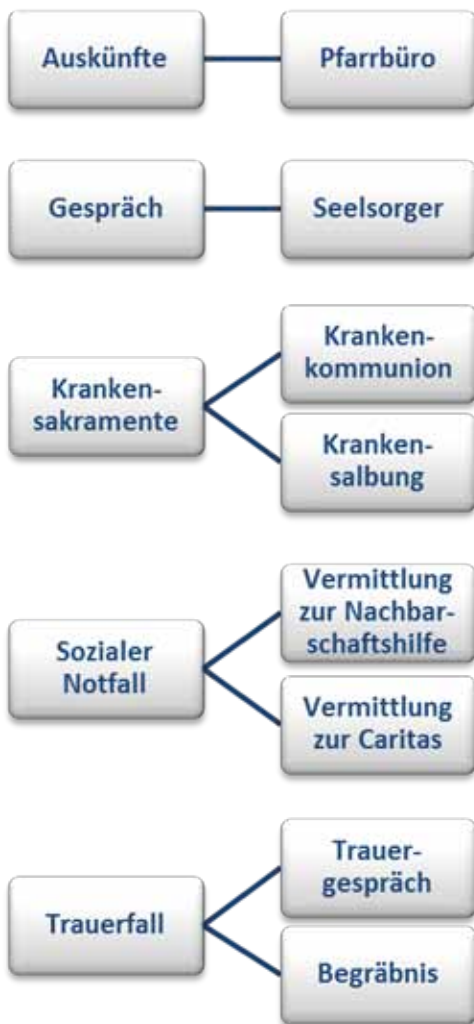 Auskünfte
Pfarrbüro
Gespräch
Seelsorger
Kranken-
sakramente
Kranken-
kommunion
Kranken-
salbung
Sozialer
Notfall
Vermittlung
zur Nachbar-
schaftshilfe
Vermittlung
zur Caritas
Trauerfall
Trauer-
gespräch
Begräbnis